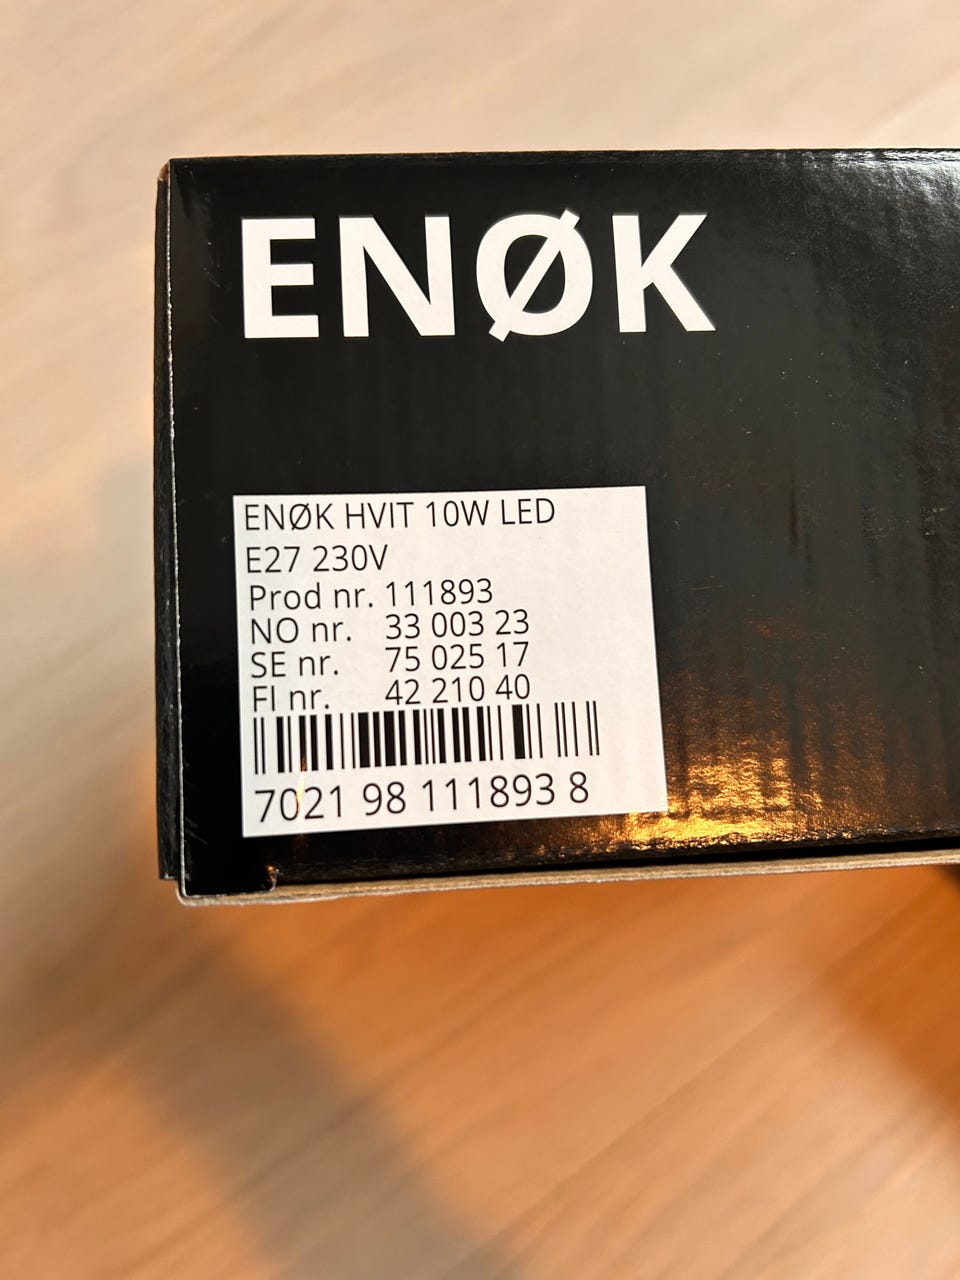 ENØK
ENØK HVIT 10W LED
E27 230V
Prod nr. 111893
NO nr. 33 003 23
SE nr. 75 025 17
FI nr. 42 210 40
7021 98 111893 8